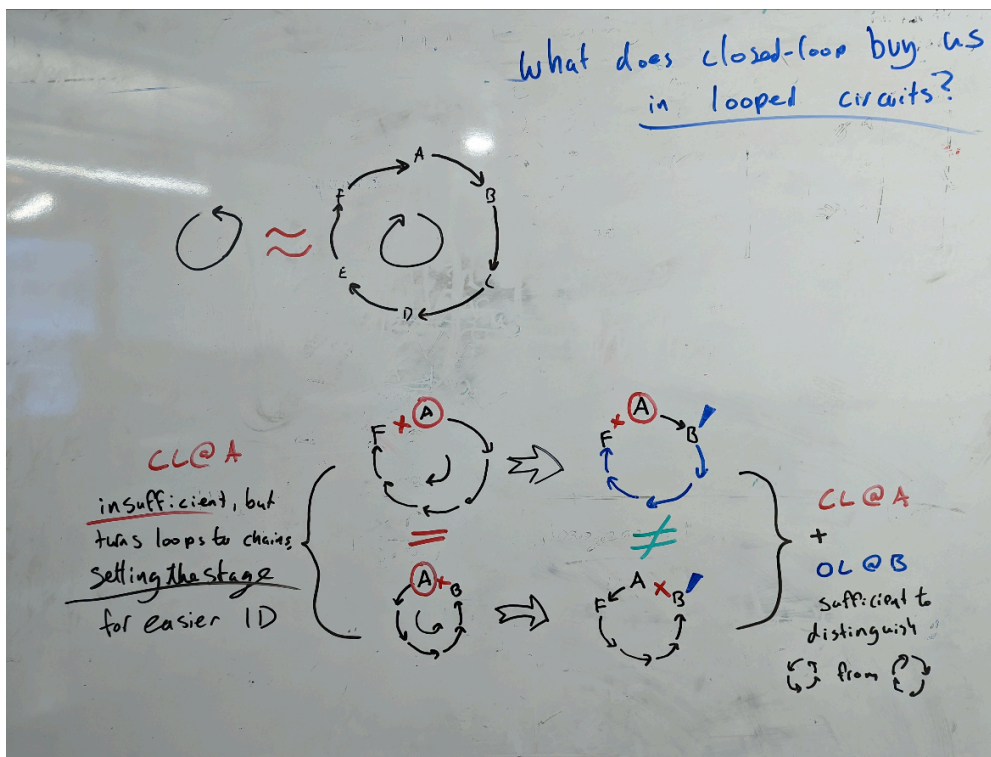 What does closed-loop buy us
in looped circuits?
A
B
C
D
E
F
≈
CL@A
insufficient, but
turns loops to chains,
setting the stage
for easier ID
F x A
=
A x B
F x A B
≠
A x B
F
CL@A
+
OL@B
sufficient to
distinguish
from